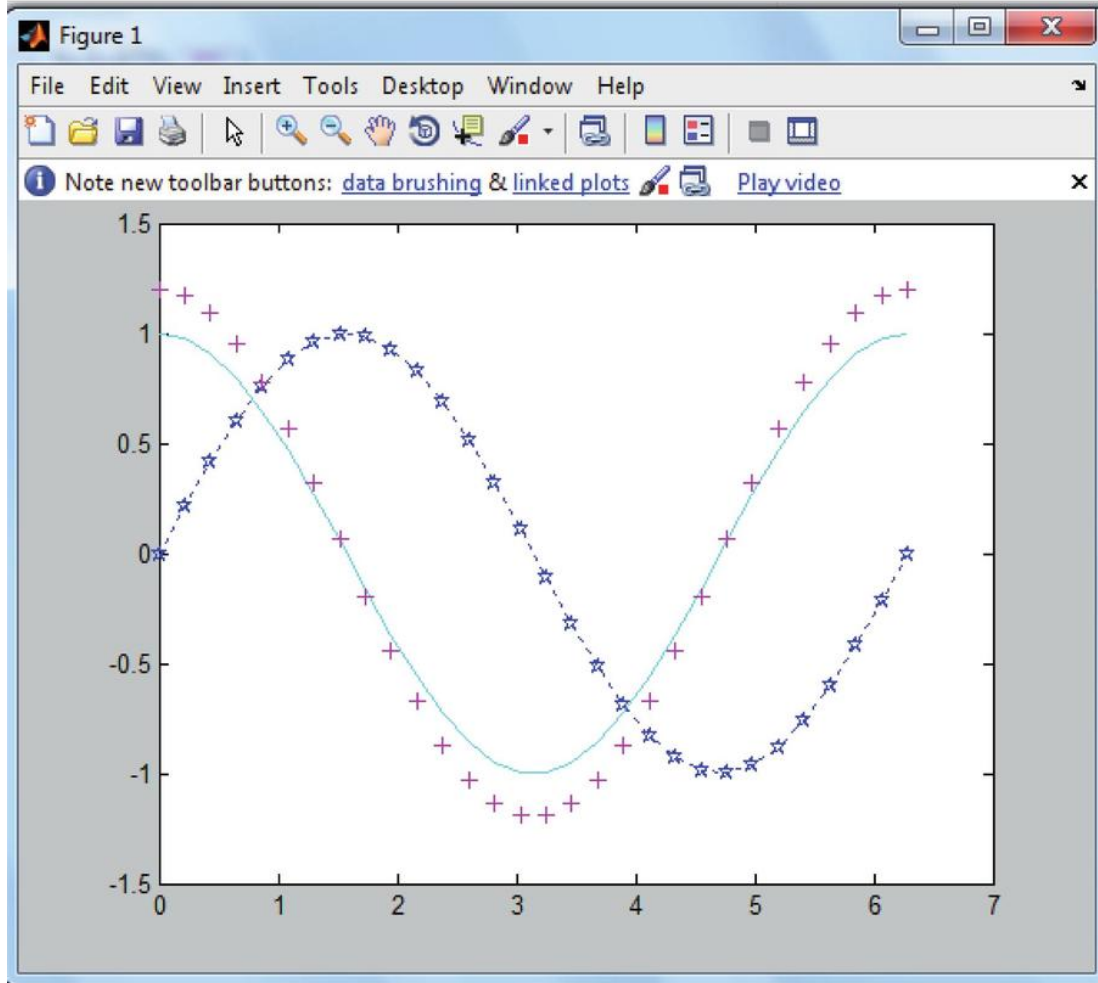 Figure 1
File Edit View Insert Tools Desktop Window Help
Note new toolbar buttons: data brushing & linked plots Play video
1.5
1
0.5
0
-0.5
-1
-1.5
0 1 2 3 4 5 6 7